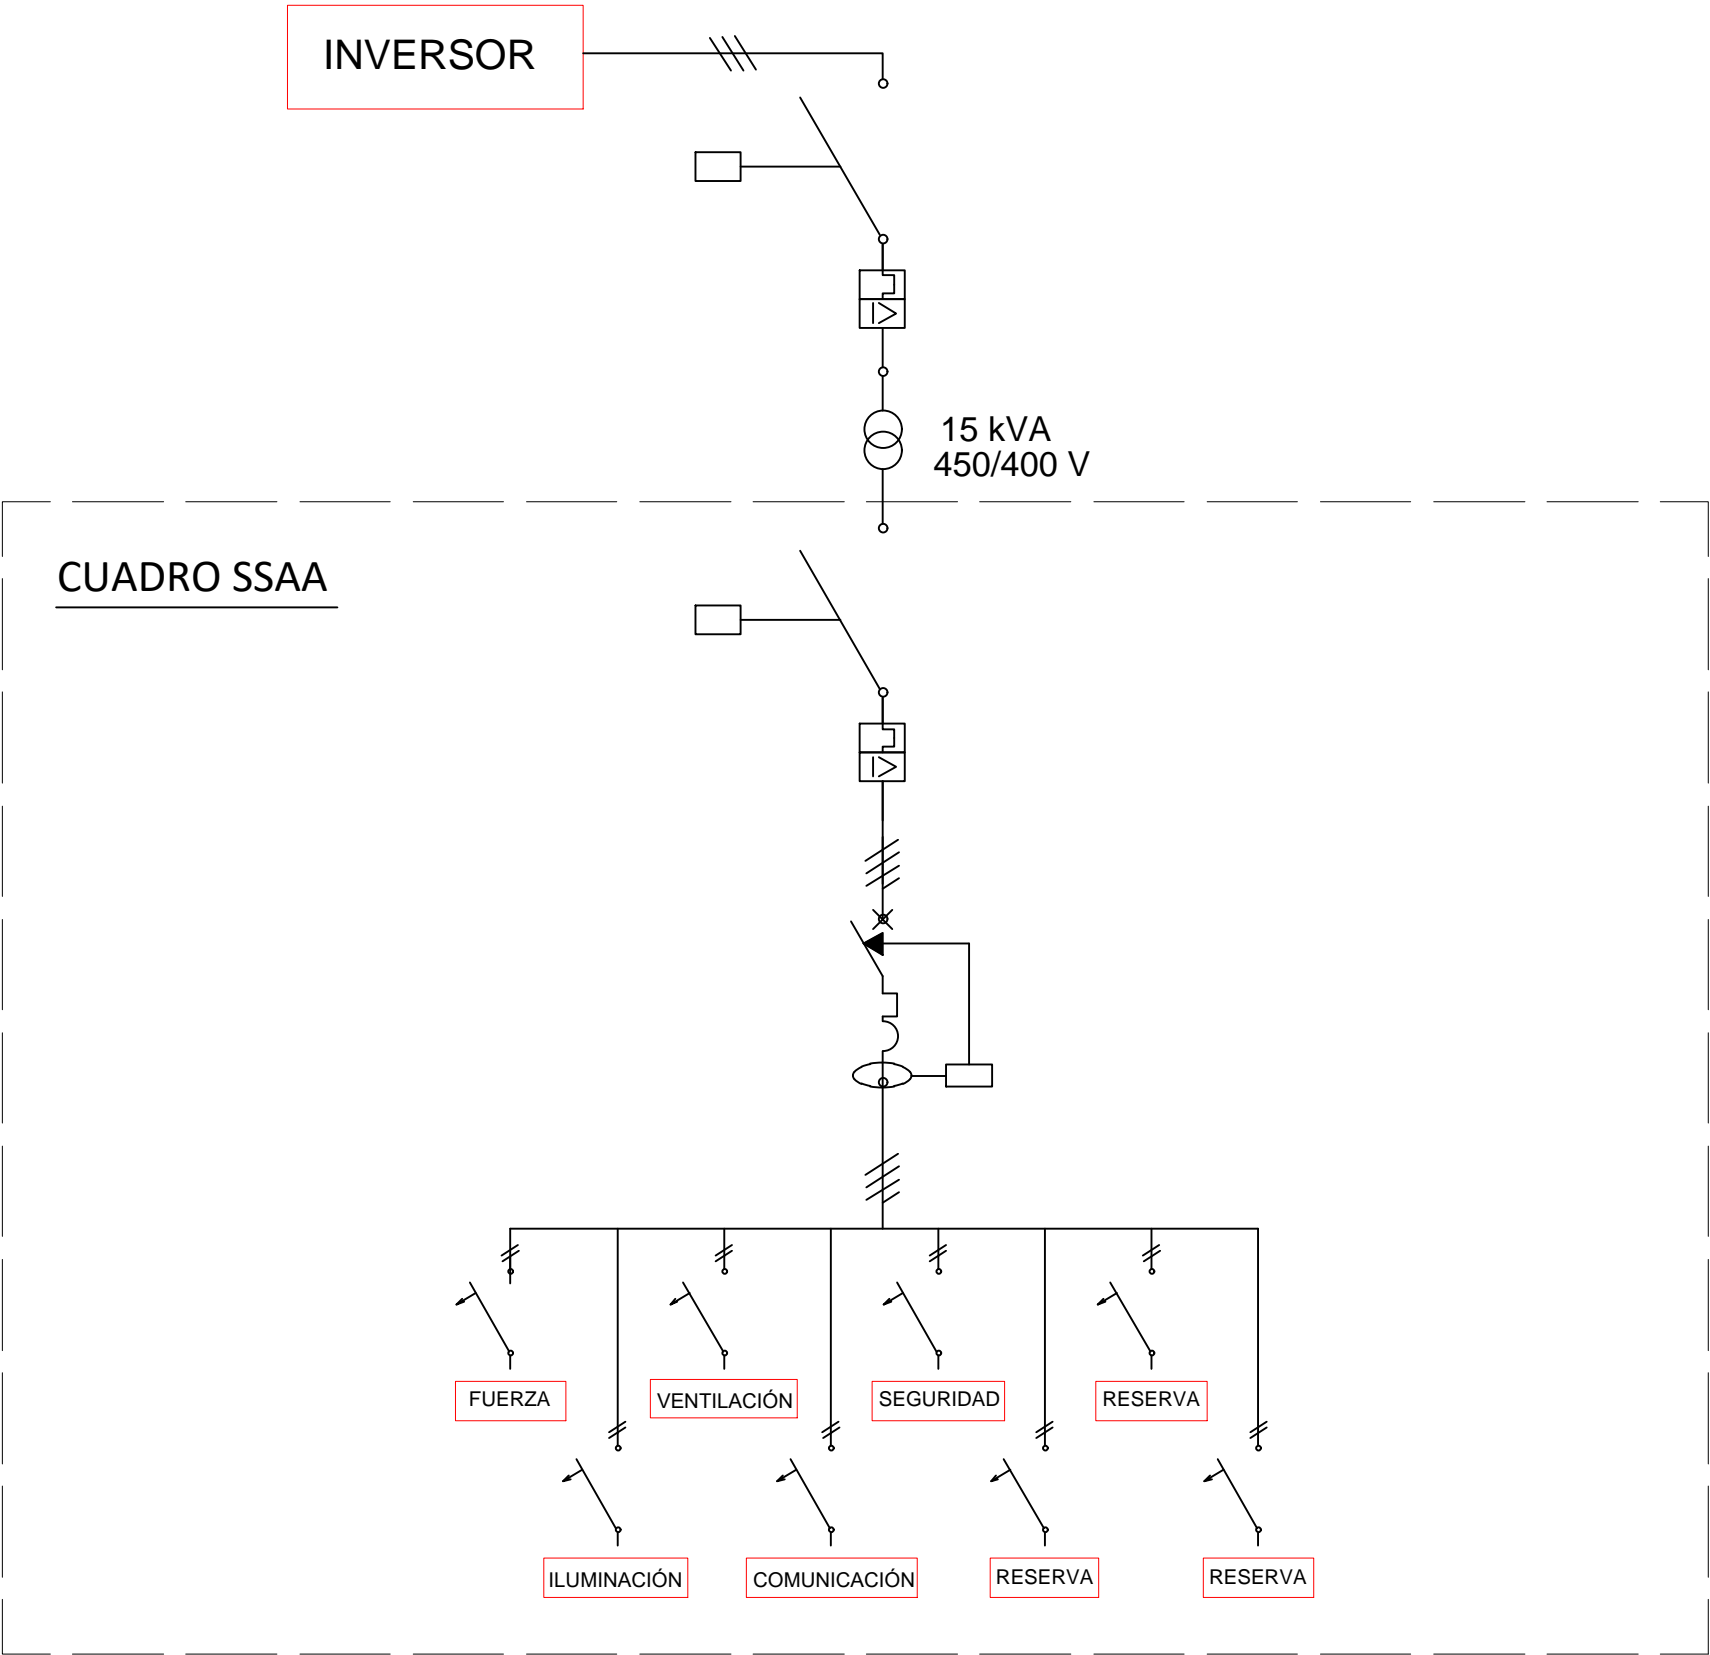 INVERSOR
15 kVA
450/400 V
CUADRO SSAA
FUERZA
VENTILACIÓN
SEGURIDAD
RESERVA
ILUMINACIÓN
COMUNICACIÓN
RESERVA
RESERVA